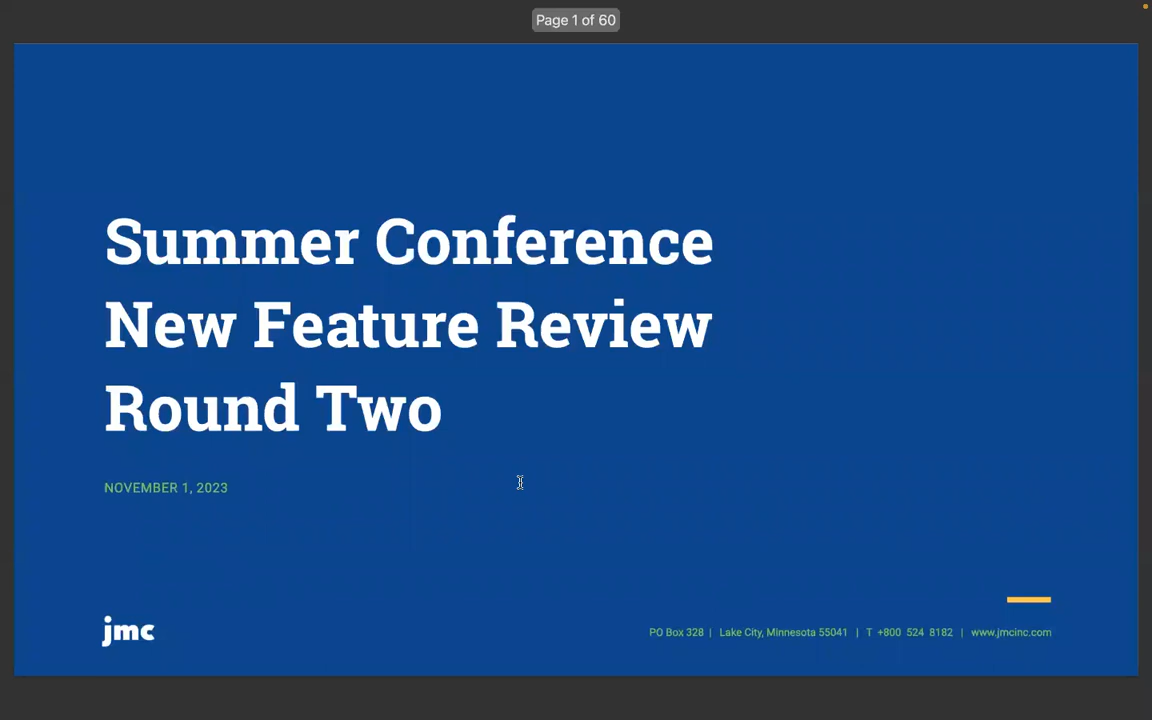 Page 1 of 60
Summer Conference
New Feature Review
Round Two
NOVEMBER 1, 2023
jmc
PO Box 328 | Lake City, Minnesota 55041 | T +800 524 8182 | www.jmcinc.com